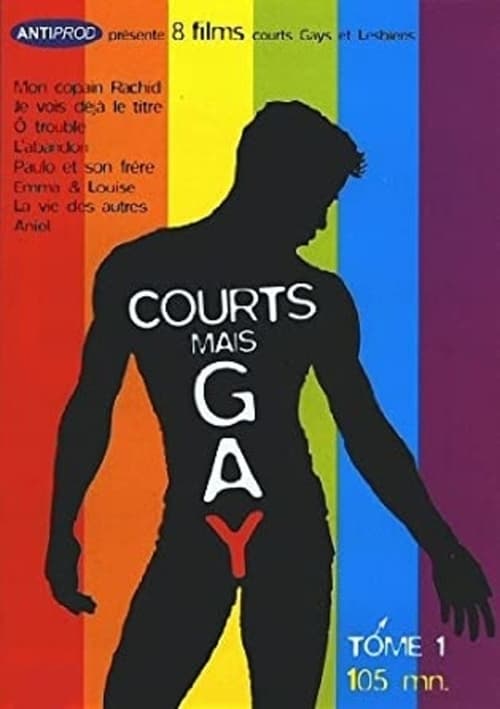 ANTIPROD présente 8 films courts Gays et Lesbiens
Mon copain Rachid
Je vois déjà le titre
Ô trouble
L'abandon
Paulo et son frère
Emma & Louise
La vie des autres
Aniel
COURTS
MAIS
G
A
Y
TOME 1
105 mn.